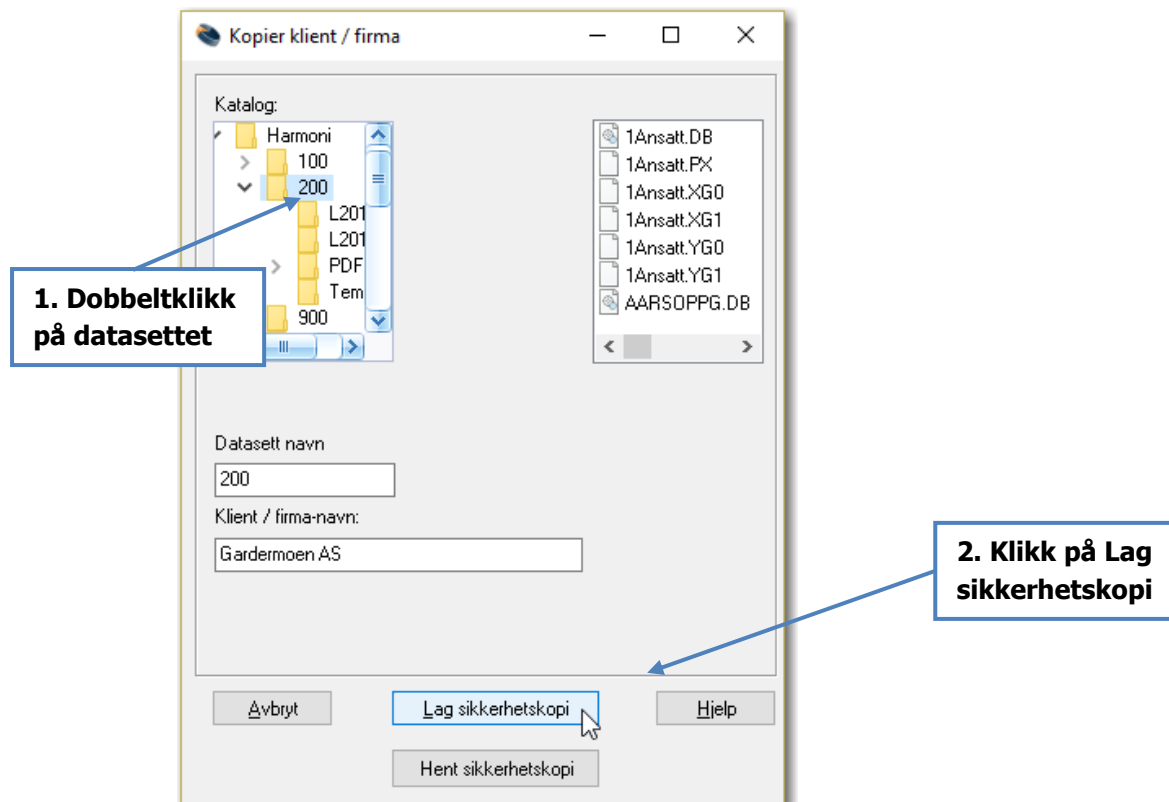 Kopier klient / firma
Katalog:
Harmoni
100
200
L201
L201
PDF
Tem
900
1Ansatt.DB
1Ansatt.PX
1Ansatt.XG0
1Ansatt.XG1
1Ansatt.YG0
1Ansatt.YG1
AARSOPPG.DB
1. Dobbeltklikk
på datasettet
Datasett navn
200
Klient / firma-navn:
Gardermoen AS
2. Klikk på Lag
sikkerhetskopi
Avbryt
Lag sikkerhetskopi
Hjelp
Hent sikkerhetskopi